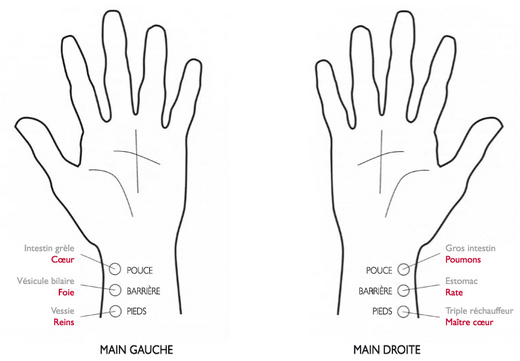 Intestin grêle
Cœur
POUCE
Vésicule bilaire
Foie
BARRIÈRE
Vessie
Reins
PIEDS
MAIN GAUCHE
Gros intestin
Poumons
POUCE
Estomac
Rate
BARRIÈRE
Triple réchauffeur
Maître cœur
PIEDS
MAIN DROITE